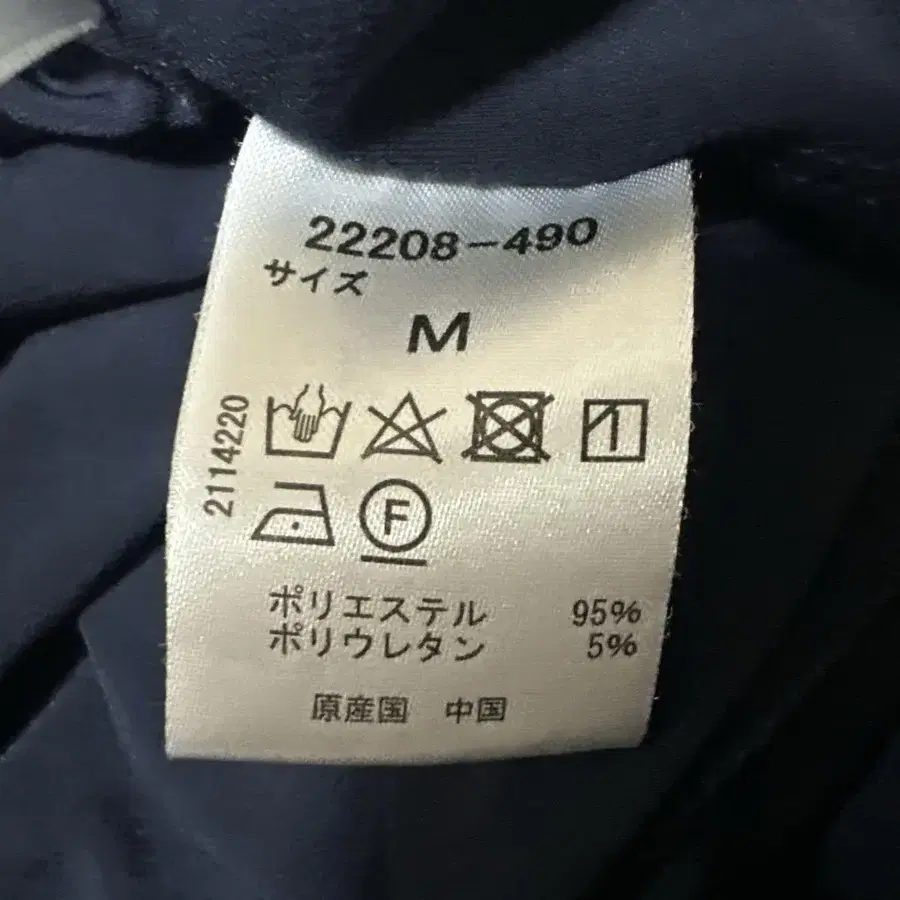 22208-490
サイズ
M
2114220
F
ポリエステル 95%
ポリウレタン 5%
原産国 中国